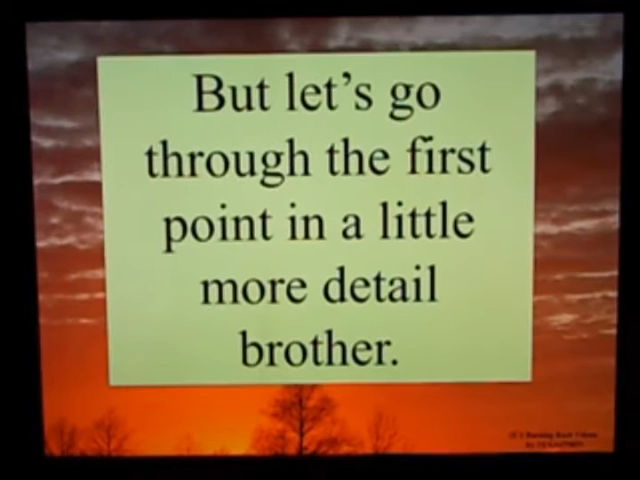 But let's go
through the first
point in a little
more detail
brother.